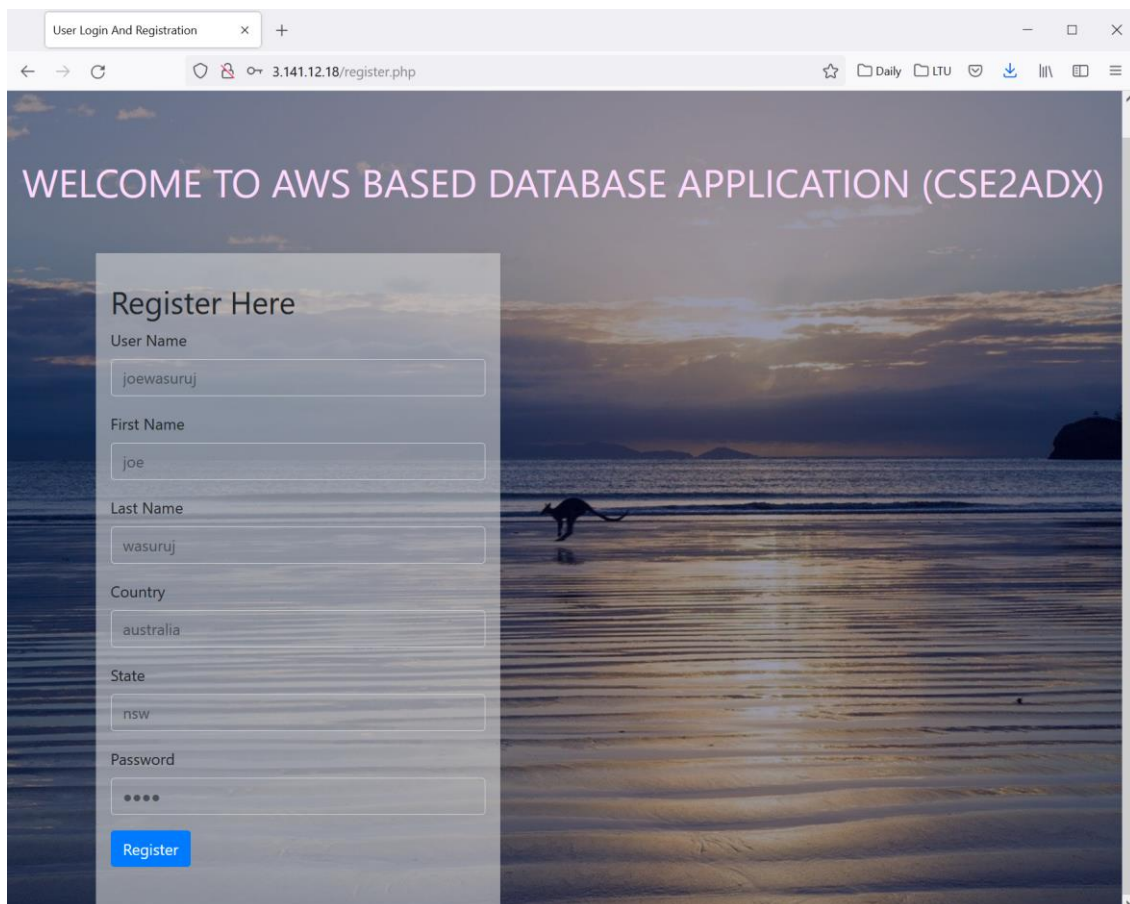 User Login And Registration
3.141.12.18/register.php
Daily LTU
WELCOME TO AWS BASED DATABASE APPLICATION (CSE2ADX)
Register Here
User Name
joewasuruj
First Name
joe
Last Name
wasuruj
Country
australia
State
nsw
Password
••••
Register